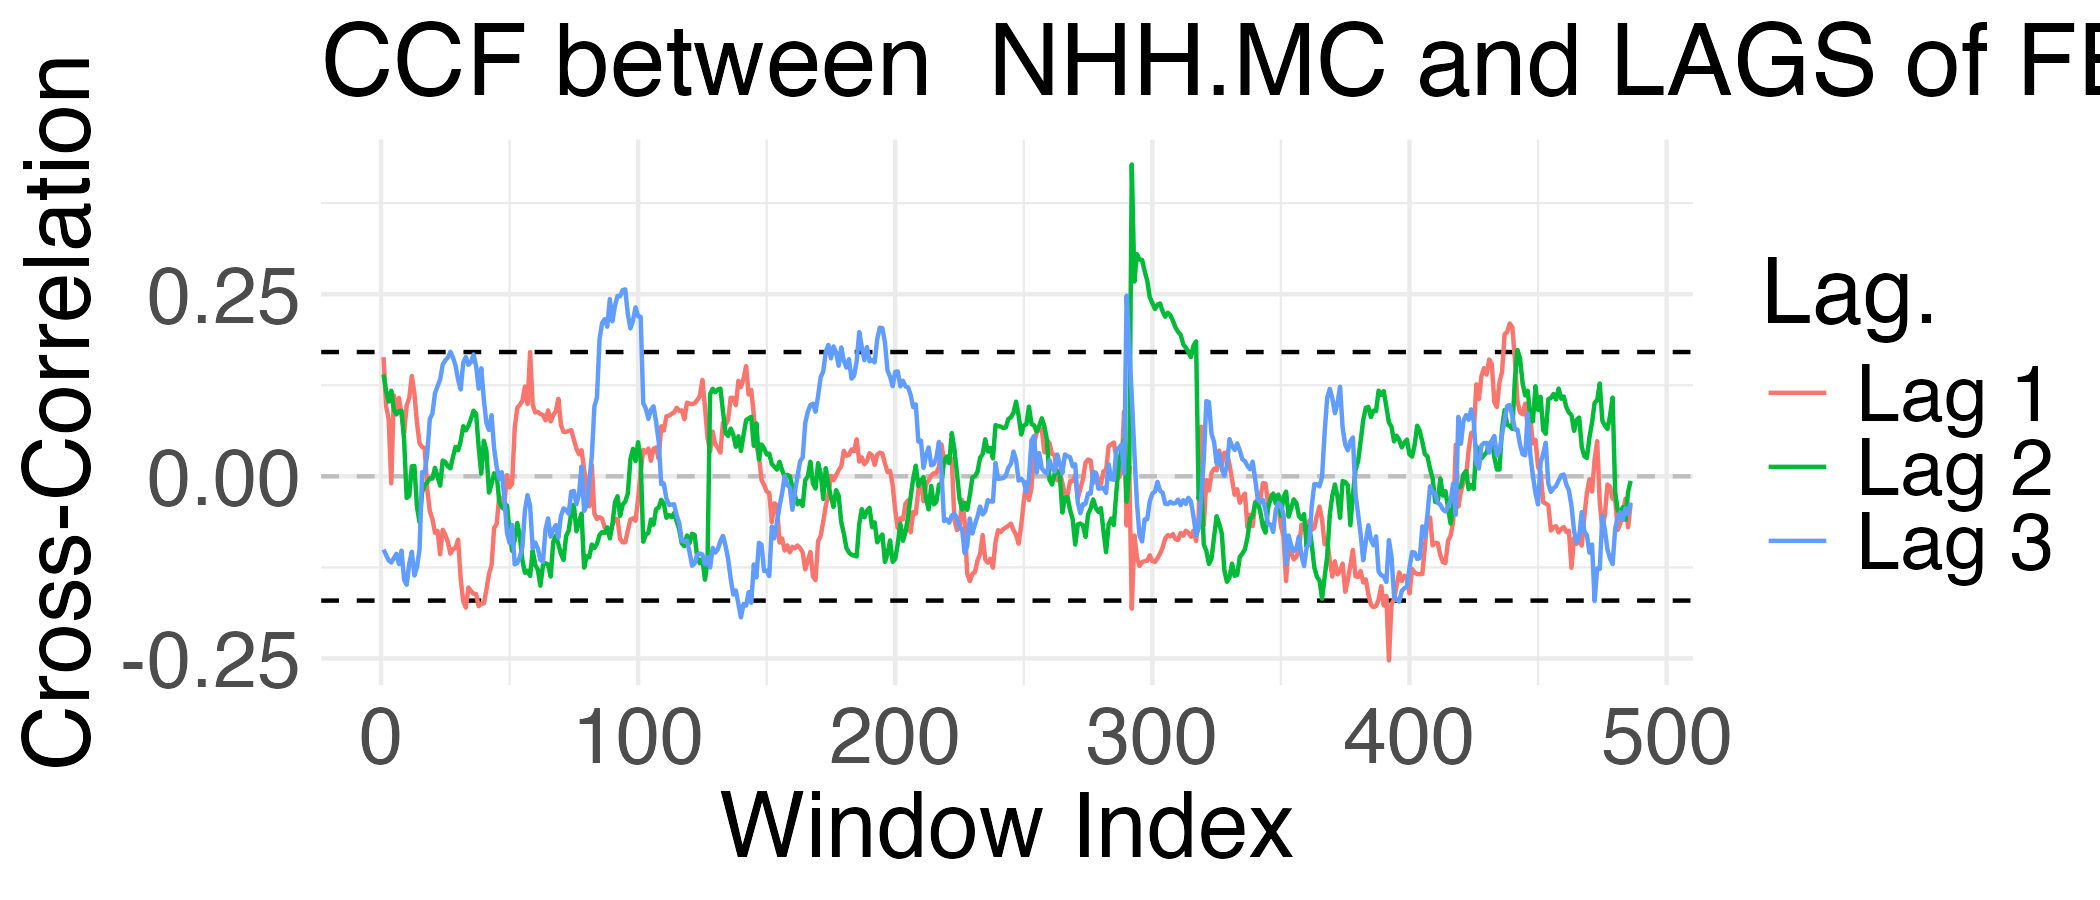 CCF between  NHH.MC and LAGS of
Cross-Correlation
0.25
0.00
-0.25
0 100 200 300 400 500
Window Index
Lag.
Lag 1
Lag 2
Lag 3